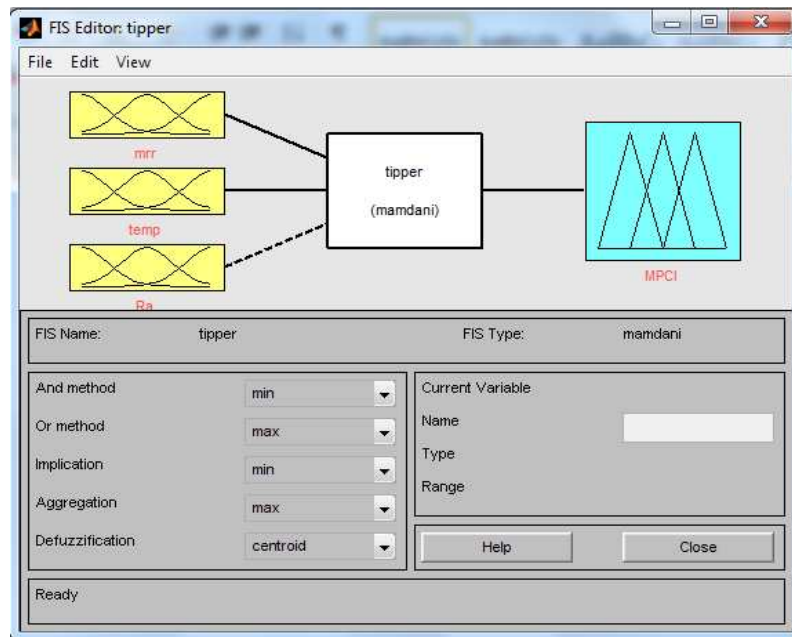 FIS Editor: tipper
File Edit View
mrr
temp
Ra
tipper
(mamdani)
MPCI
FIS Name: tipper FIS Type: mamdani
And method min
Or method max
Implication min
Aggregation max
Defuzzification centroid
Current Variable
Name
Type
Range
Help Close
Ready